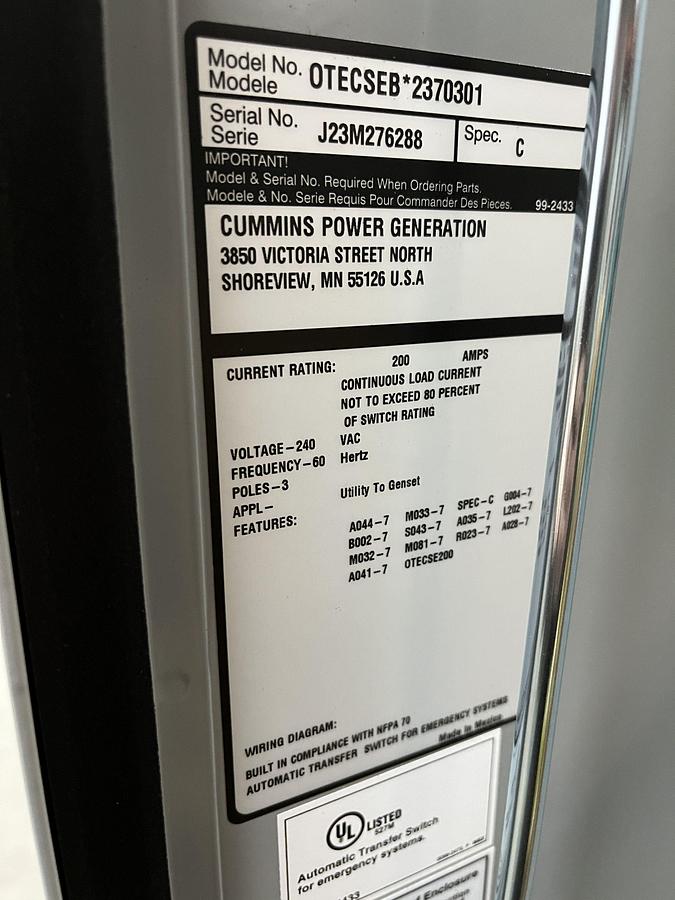 Model No. OTECSEB*2370301
Modele
Serial No. J23M276288
Serie
Spec. C
IMPORTANT!
Model & Serial No. Required When Ordering Parts.
Modele & No. Serie Requis Pour Commander Des Pieces. 99-2433
CUMMINS POWER GENERATION
3850 VICTORIA STREET NORTH
SHOREVIEW, MN 55126 U.S.A
CURRENT RATING: 200 AMPS
CONTINUOUS LOAD CURRENT
NOT TO EXCEED 80 PERCENT
OF SWITCH RATING
VOLTAGE-240 VAC
FREQUENCY-60 Hertz
POLES-3
APPL- Utility To Genset
FEATURES:
A044-7 M033-7 SPEC-C G004-7
B002-7 S043-7 A035-7 L202-7
M032-7 M081-7 R023-7 A028-7
A041-7 OTECSE200
WIRING DIAGRAM:
BUILT IN COMPLIANCE WITH NFPA 70
AUTOMATIC TRANSFER SWITCH FOR EMERGENCY SYSTEMS
Made in Mexico
UL LISTED
527M
Automatic Transfer Switch
for emergency systems.
Enclosure